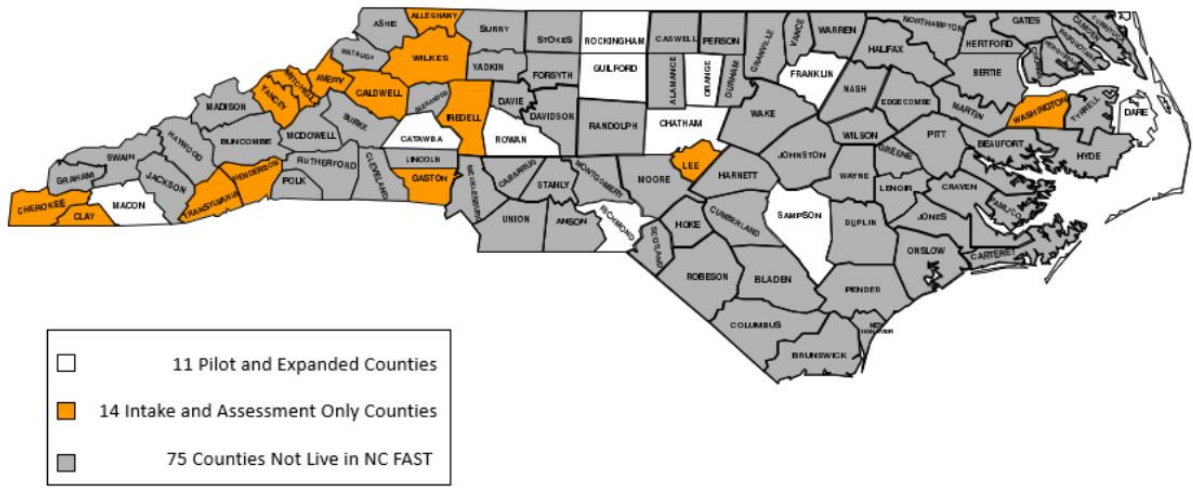 ASHE
ALLEGHANY
SURRY
STOKES
ROCKINGHAM
CASWELL
PERSON
GRANVILLE
VANCE
WARREN
NORTHAMPTON
GATES
CAMDEN
CURRITUCK
PASQUOTANK
HERTFORD
HALIFAX
WATAUGA
WILKES
YADKIN
FORSYTH
GUILFORD
ALAMANCE
ORANGE
DURHAM
FRANKLIN
BERTIE
MITCHELL
AVERY
YANCEY
CALDWELL
ALEXANDER
IREDELL
DAVIE
DAVIDSON
RANDOLPH
CHATHAM
WAKE
NASH
EDGECOMBE
MARTIN
WASHINGTON
TYRRELL
DARE
MADISON
BUNCOMBE
MCDOWELL
BURKE
CATAWBA
ROWAN
WILSON
PITT
BEAUFORT
HYDE
HAYWOOD
SWAIN
GRAHAM
JACKSON
RUTHERFORD
CLEVELAND
LINCOLN
GASTON
MECKLENBURG
CABARRUS
STANLY
MONTGOMERY
MOORE
LEE
HARNETT
JOHNSTON
WAYNE
GREENE
LENOIR
CRAVEN
PAMLICO
CHEROKEE
CLAY
MACON
TRANSYLVANIA
HENDERSON
POLK
UNION
ANSON
RICHMOND
SCOTLAND
HOKE
CUMBERLAND
SAMPSON
DUPLIN
JONES
ONSLOW
CARTERET
ROBESON
BLADEN
PENDER
COLUMBUS
NEW
HANOVER
BRUNSWICK
11 Pilot and Expanded Counties
14 Intake and Assessment Only Counties
75 Counties Not Live in NC FAST